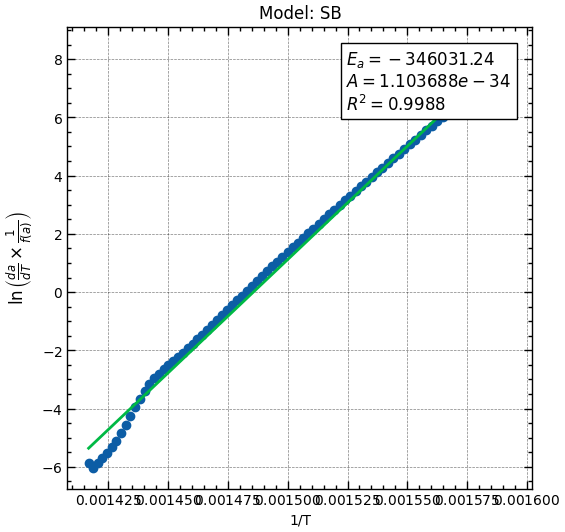 Model: SB
E_a = −346031.24
A = 1.103688e − 34
R² = 0.9988
ln (da/dT × 1/f(a))
8
6
4
2
0
−2
−4
−6
0.001425 0.001450 0.001475 0.001500 0.001525 0.001550 0.001575 0.001600
1/T